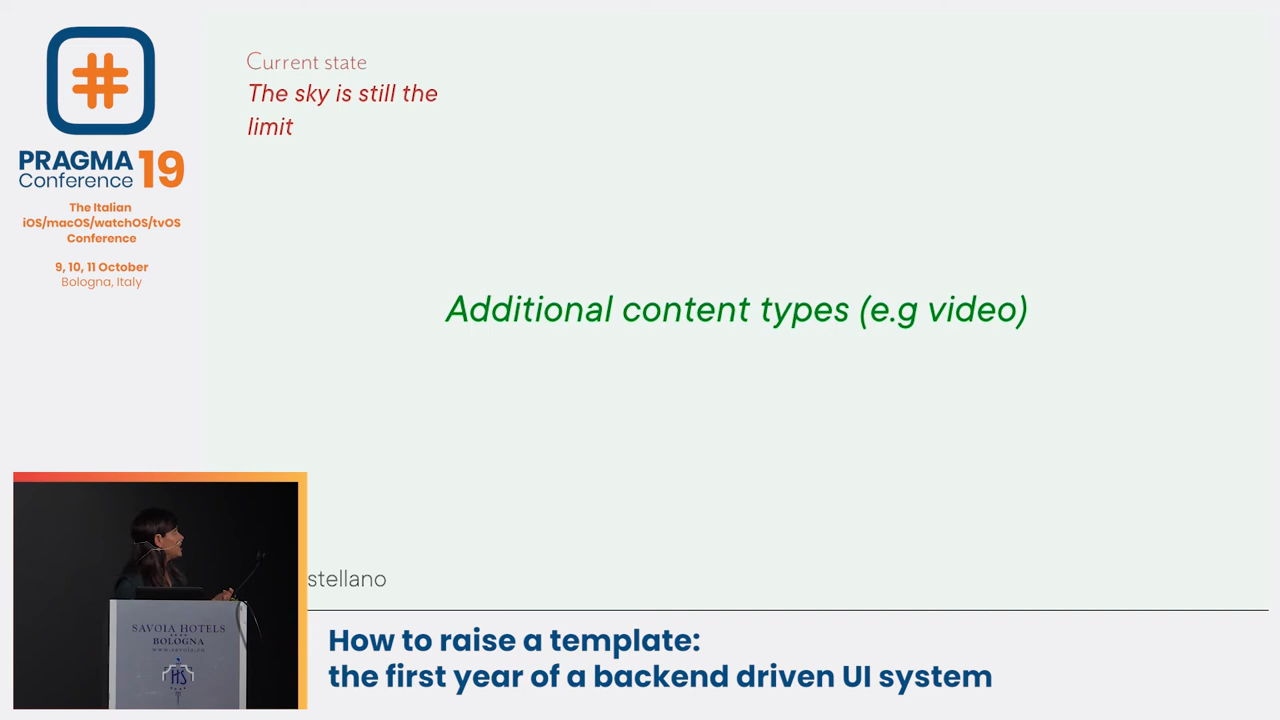 Current state
The sky is still the
limit
PRAGMA 19
Conference
The Italian
iOS/macOS/watchOS/tvOS
Conference
9, 10, 11 October
Bologna, Italy
Additional content types (e.g video)
stellano
SAVOIA HOTELS
BOLOGNA
www.savoia.eu
HS
How to raise a template:
the first year of a backend driven UI system